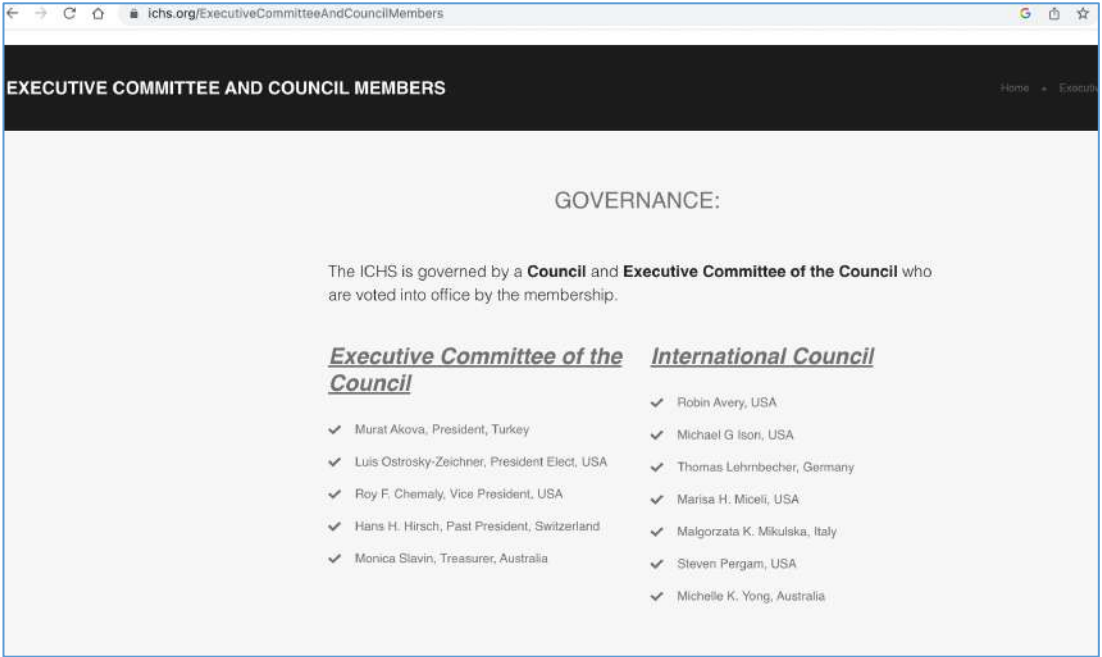 ichs.org/ExecutiveCommitteeAndCouncilMembers
EXECUTIVE COMMITTEE AND COUNCIL MEMBERS
Home
GOVERNANCE:
The ICHS is governed by a Council and Executive Committee of the Council who
are voted into office by the membership.
Executive Committee of the
Council
Murat Akova, President, Turkey
Luis Ostrosky-Zeichner, President Elect, USA
Roy F. Chemaly, Vice President, USA
Hans H. Hirsch, Past President, Switzerland
Monica Slavin, Treasurer, Australia
International Council
Robin Avery, USA
Michael G Ison, USA
Thomas Lehrnbecher, Germany
Marisa H. Miceli, USA
Malgorzata K. Mikulska, Italy
Steven Pergam, USA
Michelle K. Yong, Australia